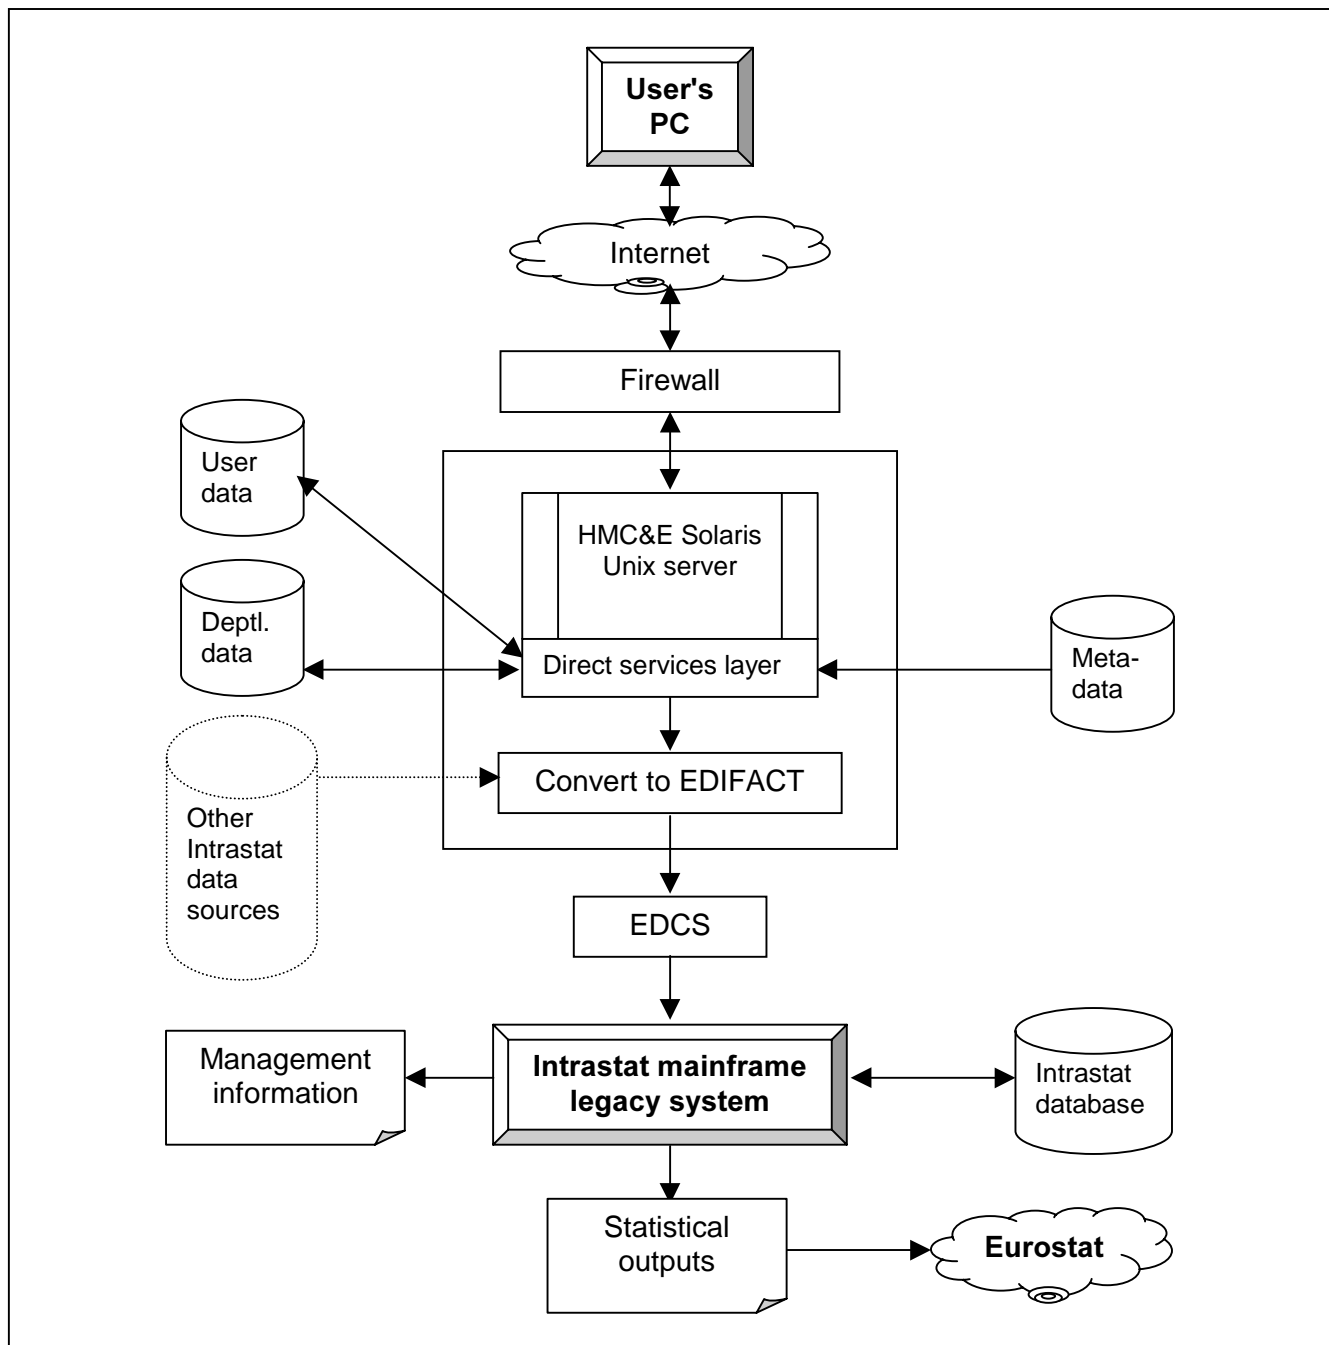 User's
PC
Internet
Firewall
User
data
HMC&E Solaris
Unix server
Deptl.
data
Direct services layer
Meta-
data
Convert to EDIFACT
Other
Intrastat
data
sources
EDCS
Management
information
Intrastat mainframe
legacy system
Intrastat
database
Statistical
outputs
Eurostat